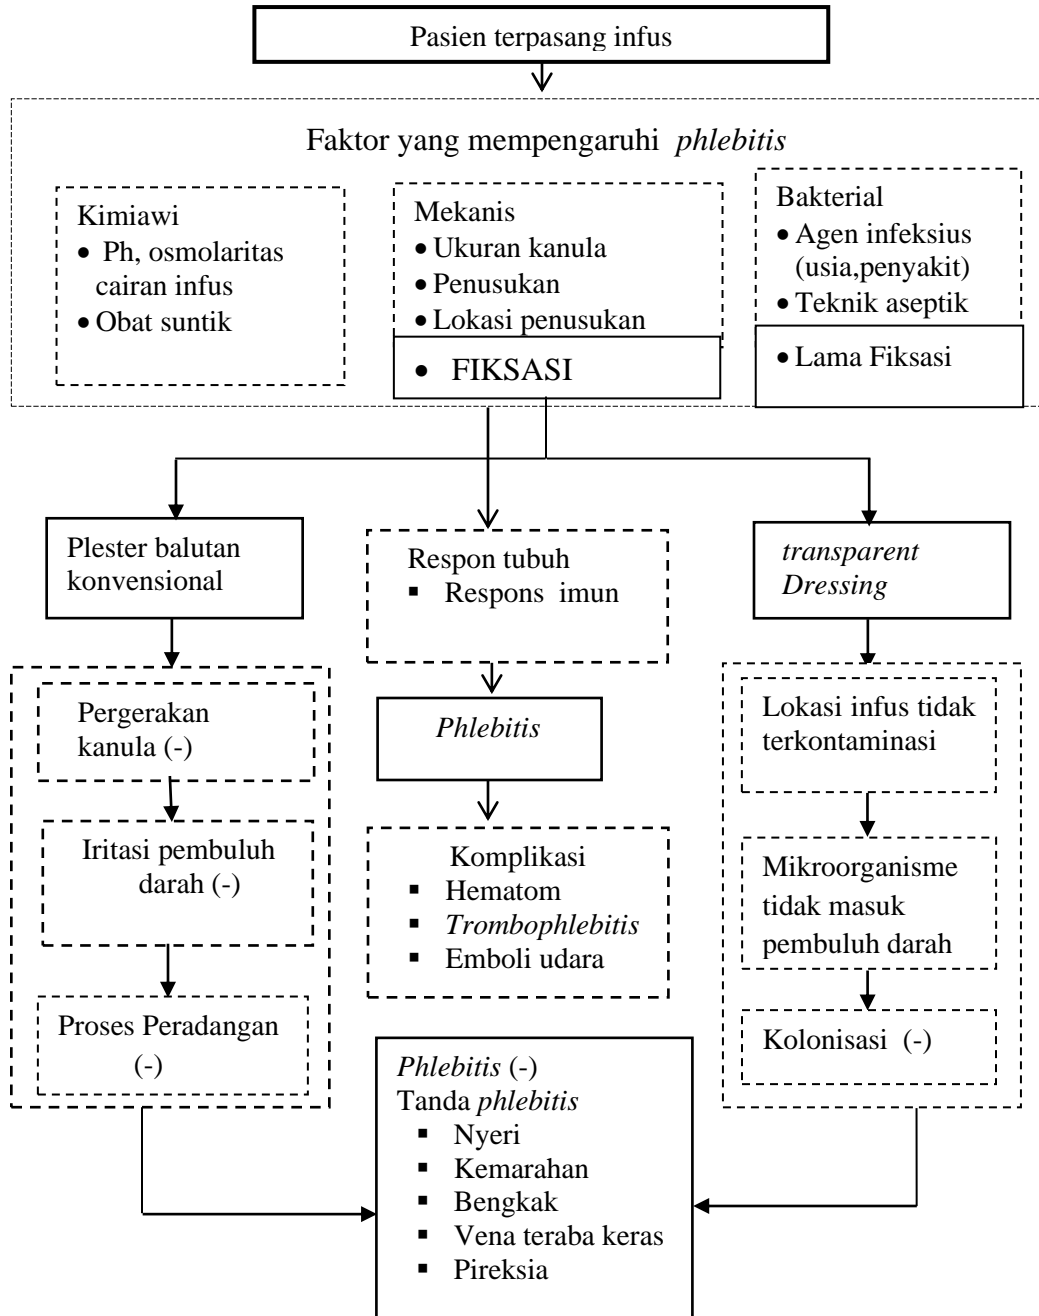 Pasien terpasang infus
Faktor yang mempengaruhi phlebitis
Kimiawi
• Ph, osmolaritas
cairan infus
• Obat suntik
Mekanis
• Ukuran kanula
• Penusukan
• Lokasi penusukan
• FIKSASI
Bakterial
• Agen infeksius
(usia,penyakit)
• Teknik aseptik
• Lama Fiksasi
Plester balutan
konvensional
Respon tubuh
▪ Respons imun
transparent
Dressing
Pergerakan
kanula (-)
Iritasi pembuluh
darah (-)
Proses Peradangan
(-)
Phlebitis
Komplikasi
▪ Hematom
▪ Trombophlebitis
▪ Emboli udara
Lokasi infus tidak
terkontaminasi
Mikroorganisme
tidak masuk
pembuluh darah
Kolonisasi (-)
Phlebitis (-)
Tanda phlebitis
▪ Nyeri
▪ Kemarahan
▪ Bengkak
▪ Vena teraba keras
▪ Pireksia